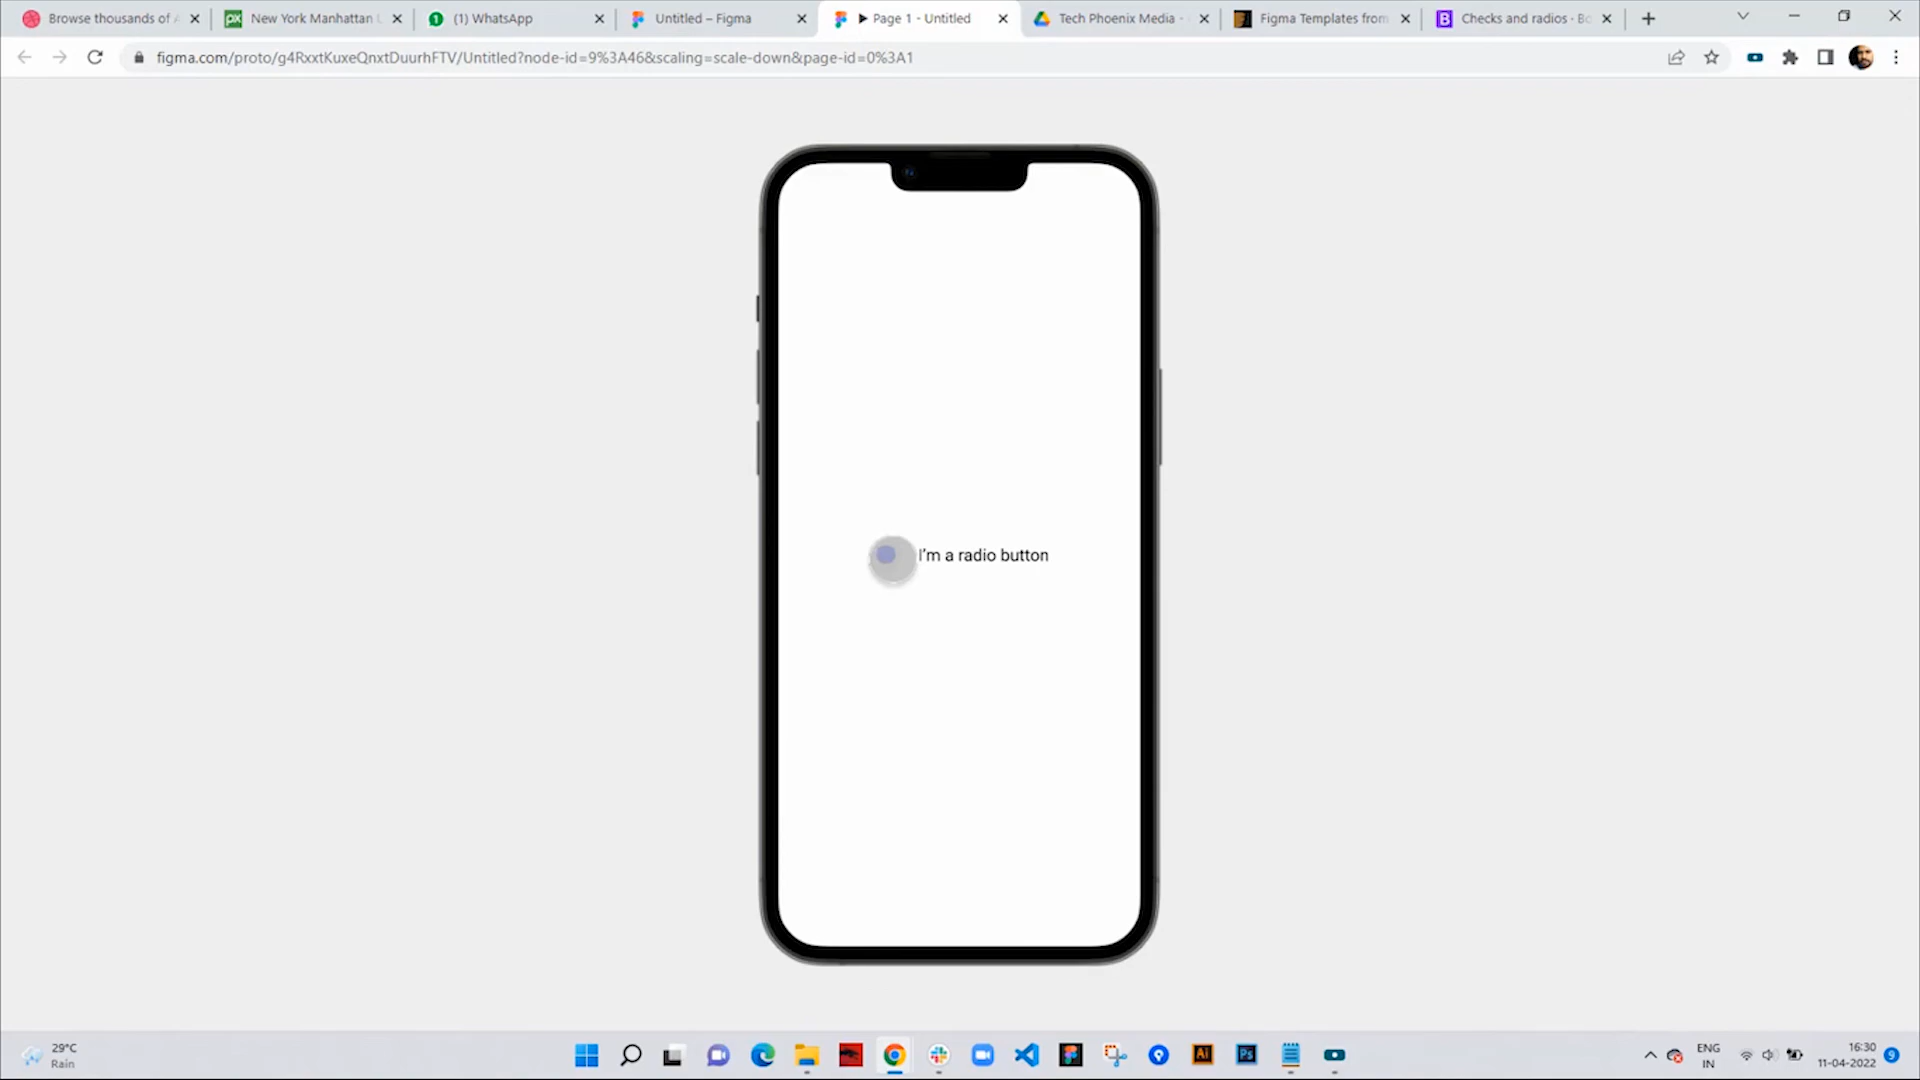 Browse thousands of
New York Manhattan
(1) WhatsApp
Untitled – Figma
Page 1 - Untitled
Tech Phoenix Media -
Figma Templates from
Checks and radios · Bo
figma.com/proto/g4RxxtKuxeQnxtDuurhFTV/Untitled?node-id=9%3A46&scaling=scale-down&page-id=0%3A1
I'm a radio button
29°C
Rain
ENG
IN
16:30
11-04-2022
9